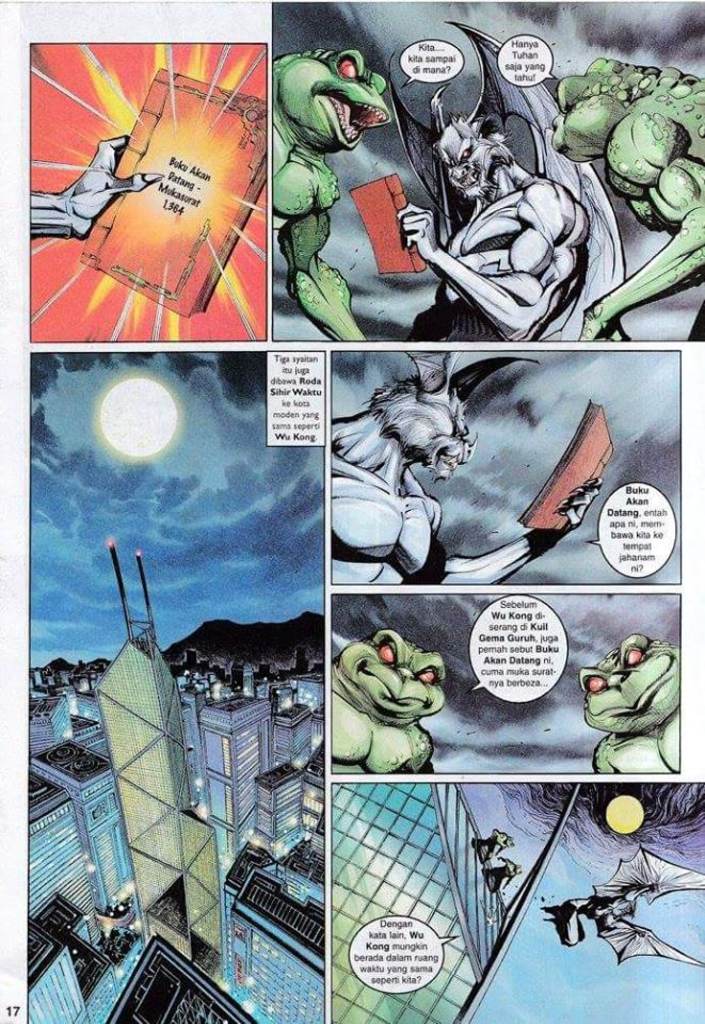 Buku Akan
Datang -
Mukasurat
1,364
Kita....
kita sampai
di mana?
Hanya
Tuhan
saja yang
tahu!
Tiga syaitan
itu juga
dibawa Roda
Sihir Waktu
ke kota
moden yang
sama seperti
Wu Kong.
Buku
Akan
Datang, entah
apa ni, mem-
bawa kita ke
tempat
jahanam
ni?
Sebelum
Wu Kong di-
serang di Kuil
Gema Guruh, juga
pernah sebut Buku
Akan Datang ni,
cuma muka surat-
nya berbeza...
Dengan
kata lain, Wu
Kong mungkin
berada dalam ruang
waktu yang sama
seperti kita?
17